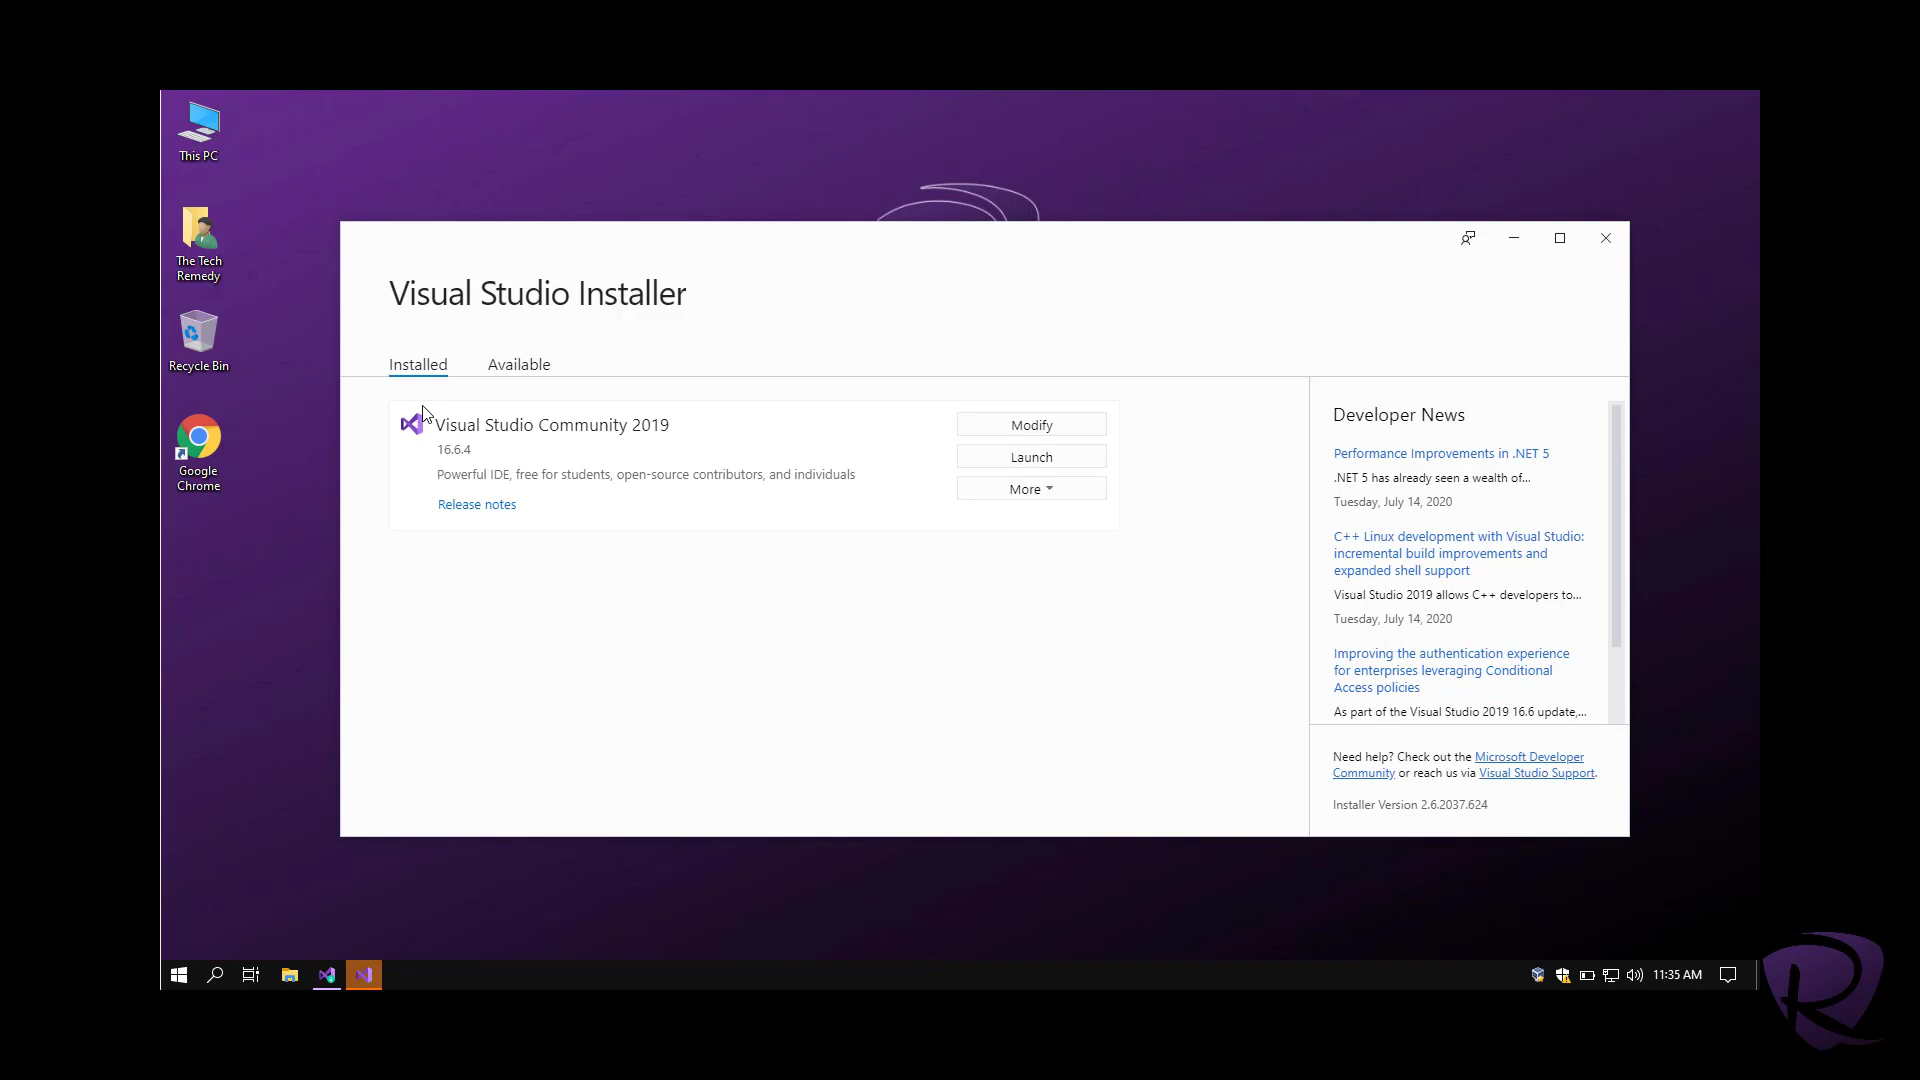 This PC
The Tech
Remedy
Recycle Bin
Google
Chrome
Visual Studio Installer
Installed
Available
Visual Studio Community 2019
16.6.4
Powerful IDE, free for students, open-source contributors, and individuals
Release notes
Modify
Launch
More
Developer News
Performance Improvements in .NET 5
.NET 5 has already seen a wealth of...
Tuesday, July 14, 2020
C++ Linux development with Visual Studio:
incremental build improvements and
expanded shell support
Visual Studio 2019 allows C++ developers to...
Tuesday, July 14, 2020
Improving the authentication experience
for enterprises leveraging Conditional
Access policies
As part of the Visual Studio 2019 16.6 update,...
Need help? Check out the Microsoft Developer
Community or reach us via Visual Studio Support.
Installer Version 2.6.2037.624
11:35 AM
R